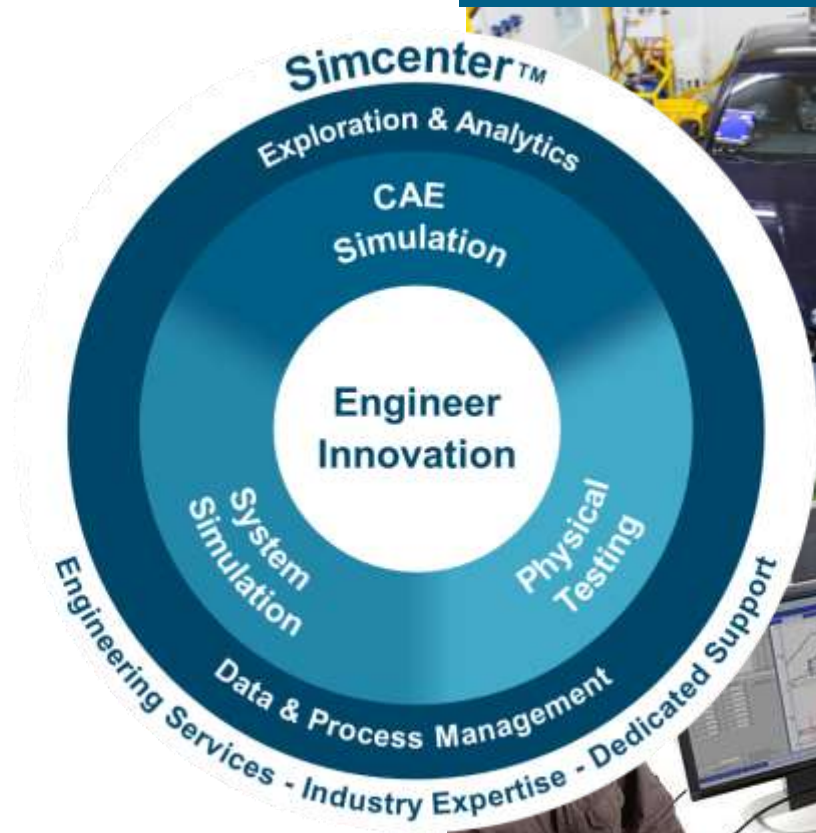 Simcenter™
Exploration & Analytics
CAE
Simulation
Engineer
Innovation
System
Simulation
Physical
Testing
Data & Process Management
Engineering Services - Industry Expertise - Dedicated Support